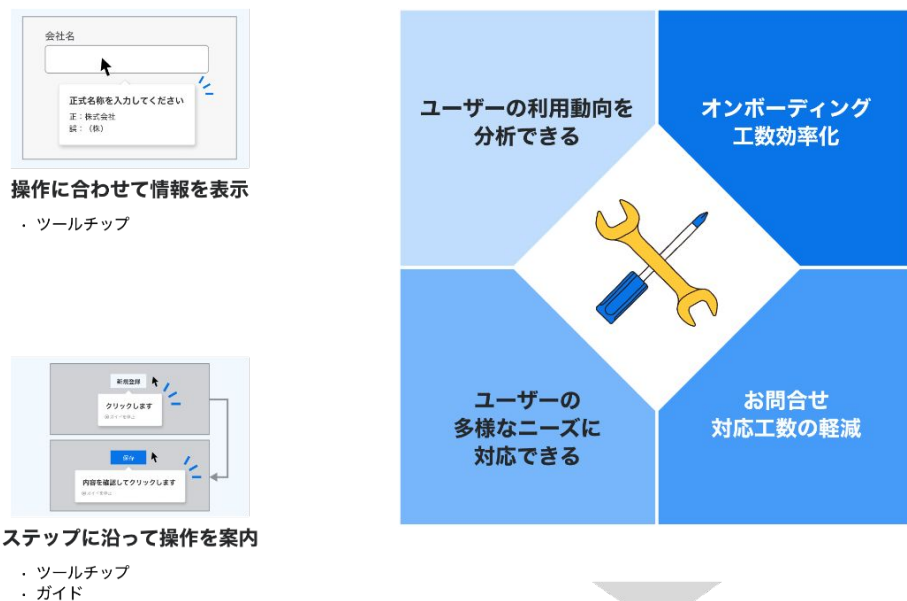 会社名
正式名称を入力してください
正：株式会社
誤：（株）
操作に合わせて情報を表示
・ツールチップ
新規登録
クリックします
保存
内容を確認してクリックします
ステップに沿って操作を案内
・ツールチップ
・ガイド
ユーザーの利用動向を
分析できる
オンボーディング
工数効率化
ユーザーの
多様なニーズに
対応できる
お問合せ
対応工数の軽減